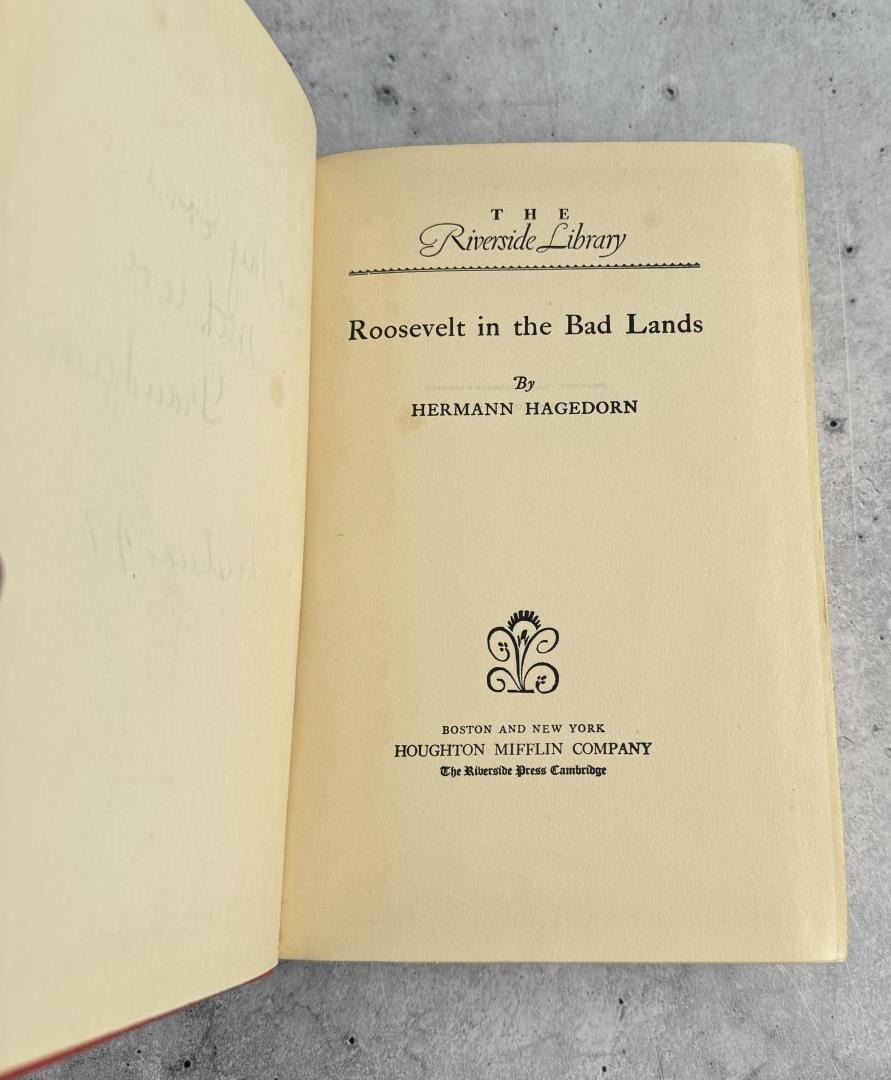 THE
Riverside Library
Roosevelt in the Bad Lands
By
HERMANN HAGEDORN
BOSTON AND NEW YORK
HOUGHTON MIFFLIN COMPANY
The Riverside Press Cambridge